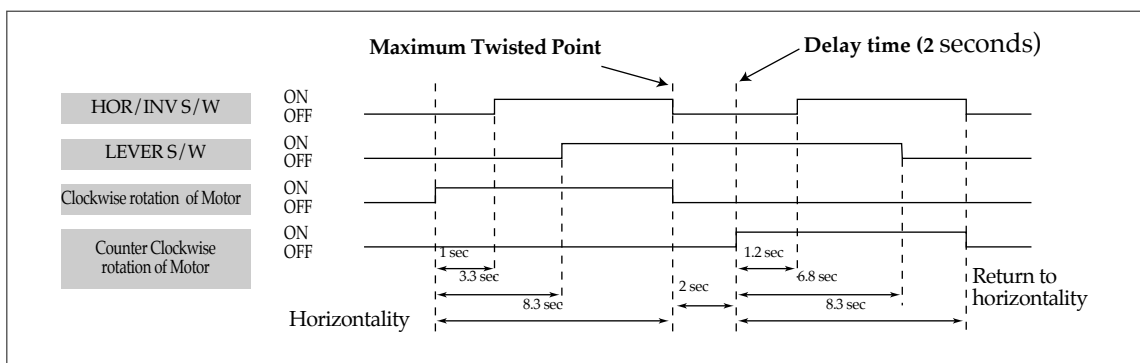 Maximum Twisted Point
Delay time (2 seconds)
HOR/INV S/W
ON
OFF
LEVER S/W
ON
OFF
Clockwise rotation of Motor
ON
OFF
Counter Clockwise
rotation of Motor
ON
OFF
1 sec
3.3 sec
8.3 sec
2 sec
1.2 sec
6.8 sec
8.3 sec
Horizontality
Return to
horizontality